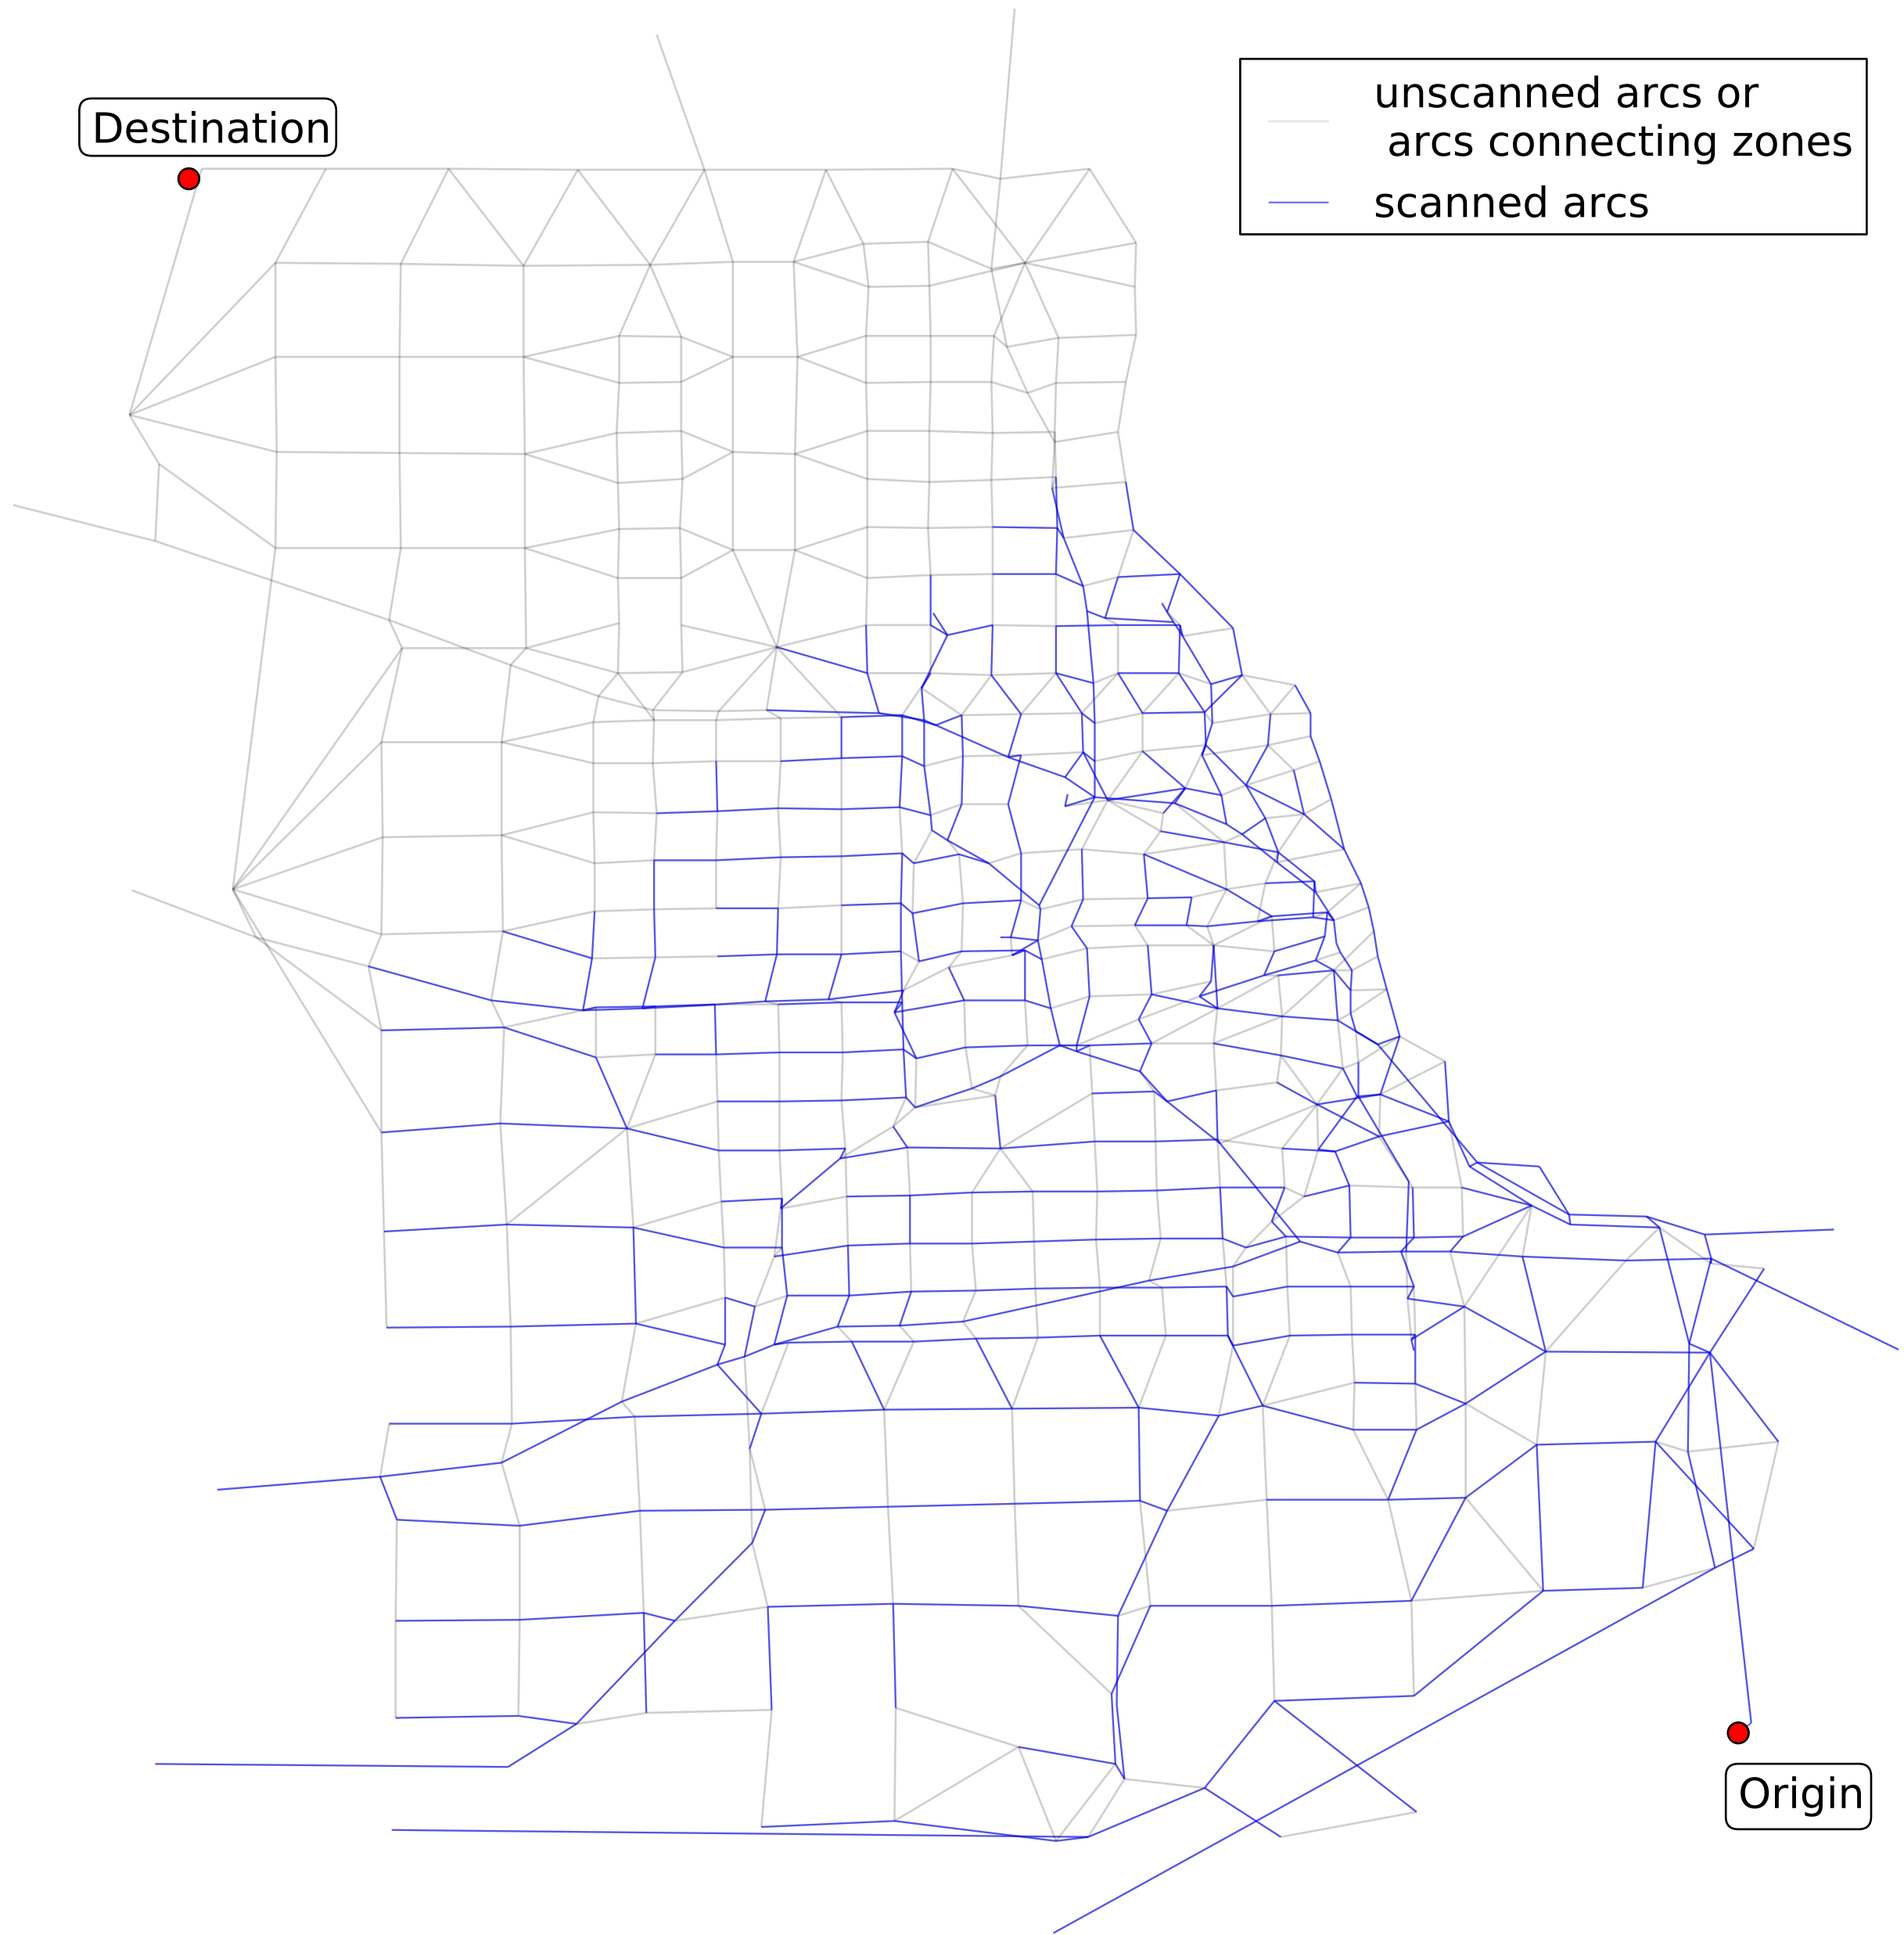 Destination
unscanned arcs or
arcs connecting zones
scanned arcs
Origin